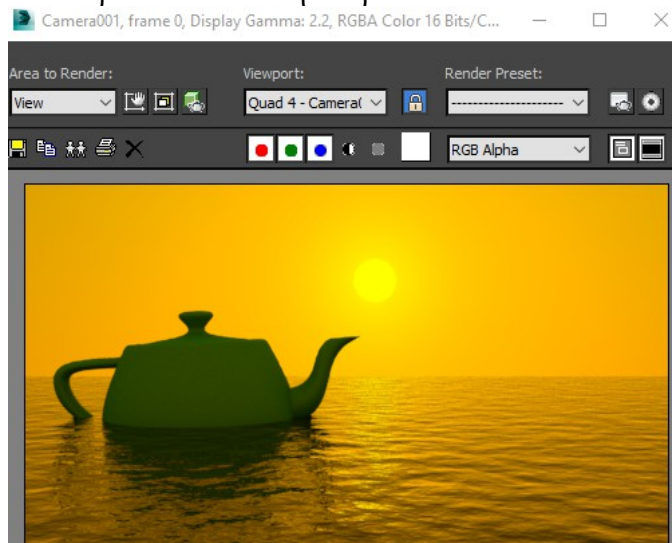 Camera001, frame 0, Display Gamma: 2.2, RGBA Color 16 Bits/C...
Area to Render:
Viewport:
Render Preset:
View
Quad 4 - Camera(
-----------------------
RGB Alpha